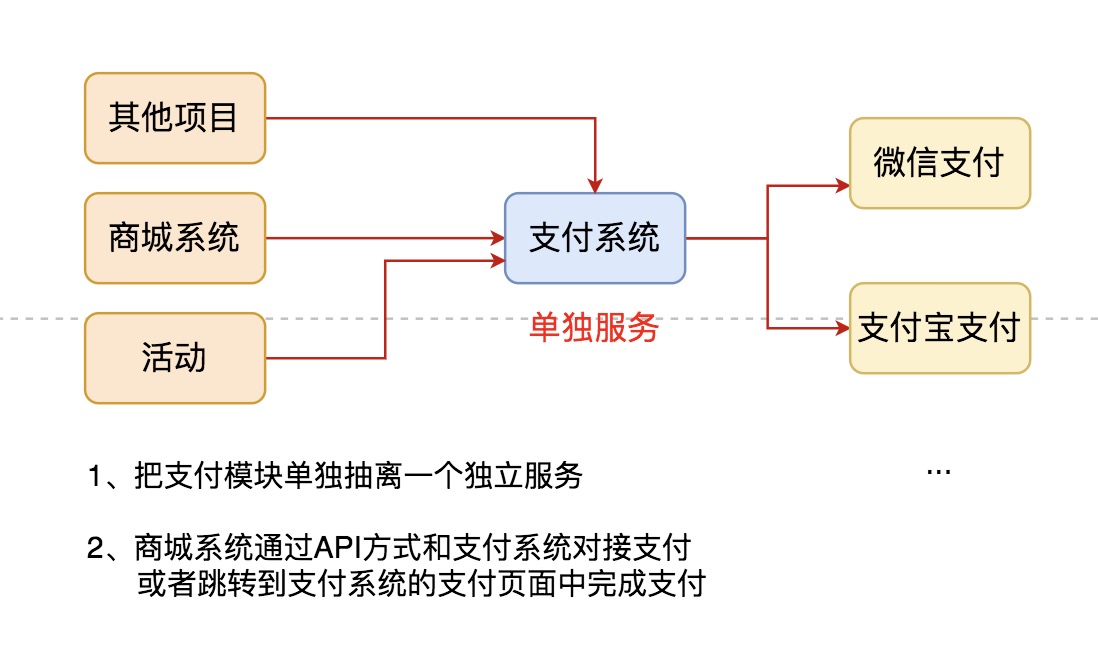 其他项目
微信支付
商城系统
支付系统
单独服务
支付宝支付
活动
1、把支付模块单独抽离一个独立服务
...
2、商城系统通过API方式和支付系统对接支付
或者跳转到支付系统的支付页面中完成支付